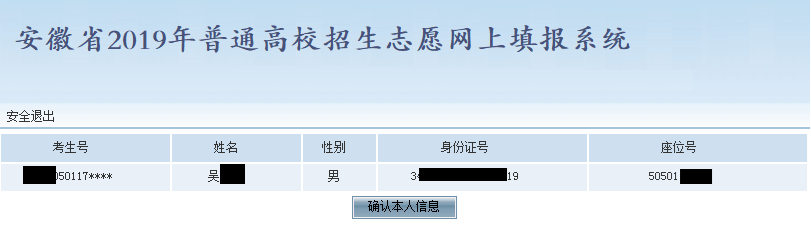 安徽省2019年普通高校招生志愿网上填报系统
安全退出
考生号 姓名 性别 身份证号 座位号
050117**** 吴 男 3 19 50501
确认本人信息